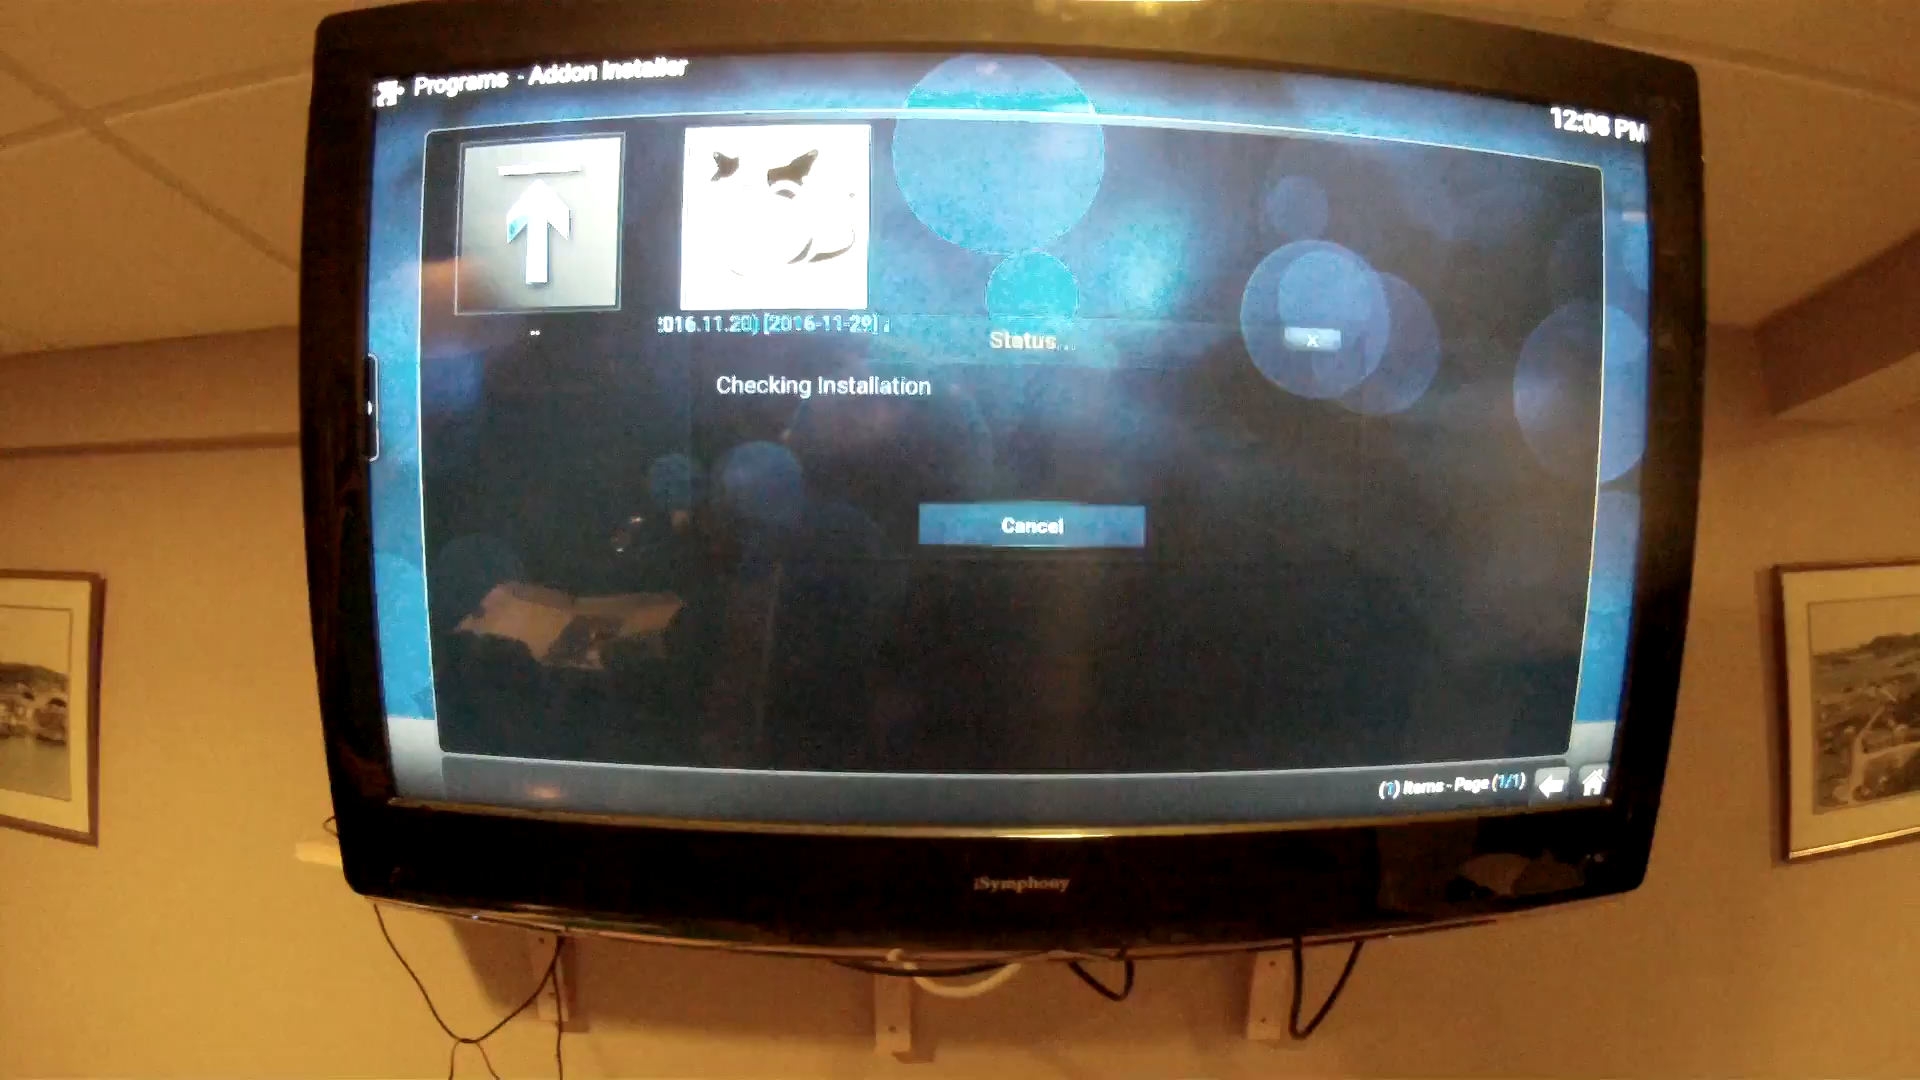 Programs - Addon Installer
12:08 PM
..
016.11.20) [2016-11-29]
Status...
x
Checking Installation
Cancel
(1) Items - Page (1/1)
iSymphony